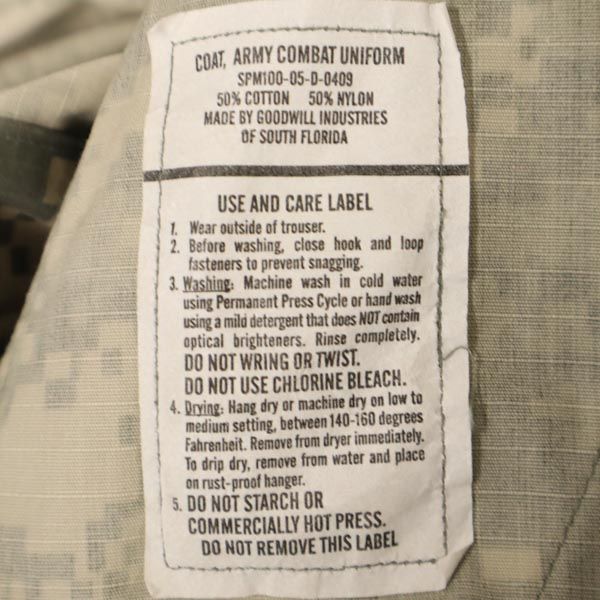 COAT, ARMY COMBAT UNIFORM
SPM100-05-D-0409
50% COTTON 50% NYLON
MADE BY GOODWILL INDUSTRIES
OF SOUTH FLORIDA
USE AND CARE LABEL
1. Wear outside of trouser.
2. Before washing, close hook and loop
fasteners to prevent snagging.
3. Washing: Machine wash in cold water
using Permanent Press Cycle or hand wash
using a mild detergent that does NOT contain
optical brighteners. Rinse completely.
DO NOT WRING OR TWIST.
DO NOT USE CHLORINE BLEACH.
4. Drying: Hang dry or machine dry on low to
medium setting, between 140-160 degrees
Fahrenheit. Remove from dryer immediately.
To drip dry, remove from water and place
on rust-proof hanger.
5. DO NOT STARCH OR
COMMERCIALLY HOT PRESS.
DO NOT REMOVE THIS LABEL